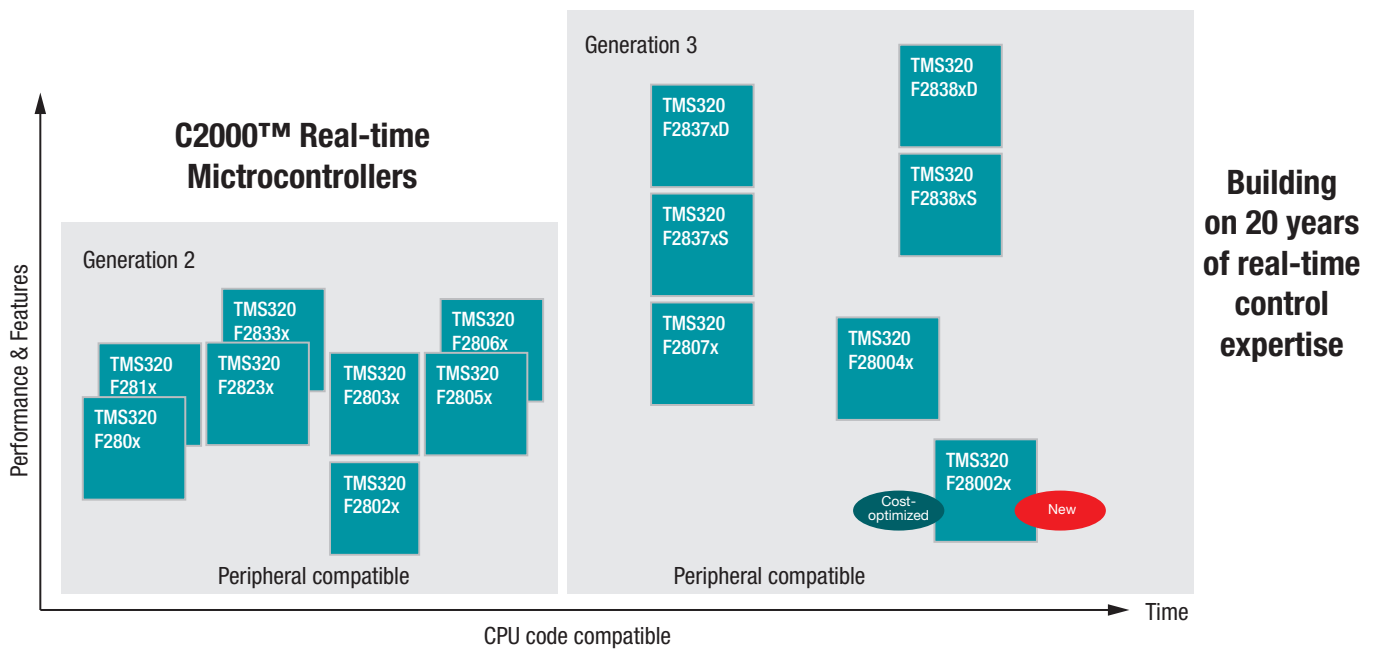 Generation 3
C2000™ Real-time
Mictrocontrollers
Performance & Features
Generation 2
TMS320
F281x
TMS320
F280x
TMS320
F2833x
TMS320
F2823x
TMS320
F2803x
TMS320
F2802x
TMS320
F2806x
TMS320
F2805x
Peripheral compatible
TMS320
F2837xD
TMS320
F2837xS
TMS320
F2807x
TMS320
F2838xD
TMS320
F2838xS
TMS320
F28004x
TMS320
F28002x
Cost-
optimized
New
Peripheral compatible
Building
on 20 years
of real-time
control
expertise
Time
CPU code compatible